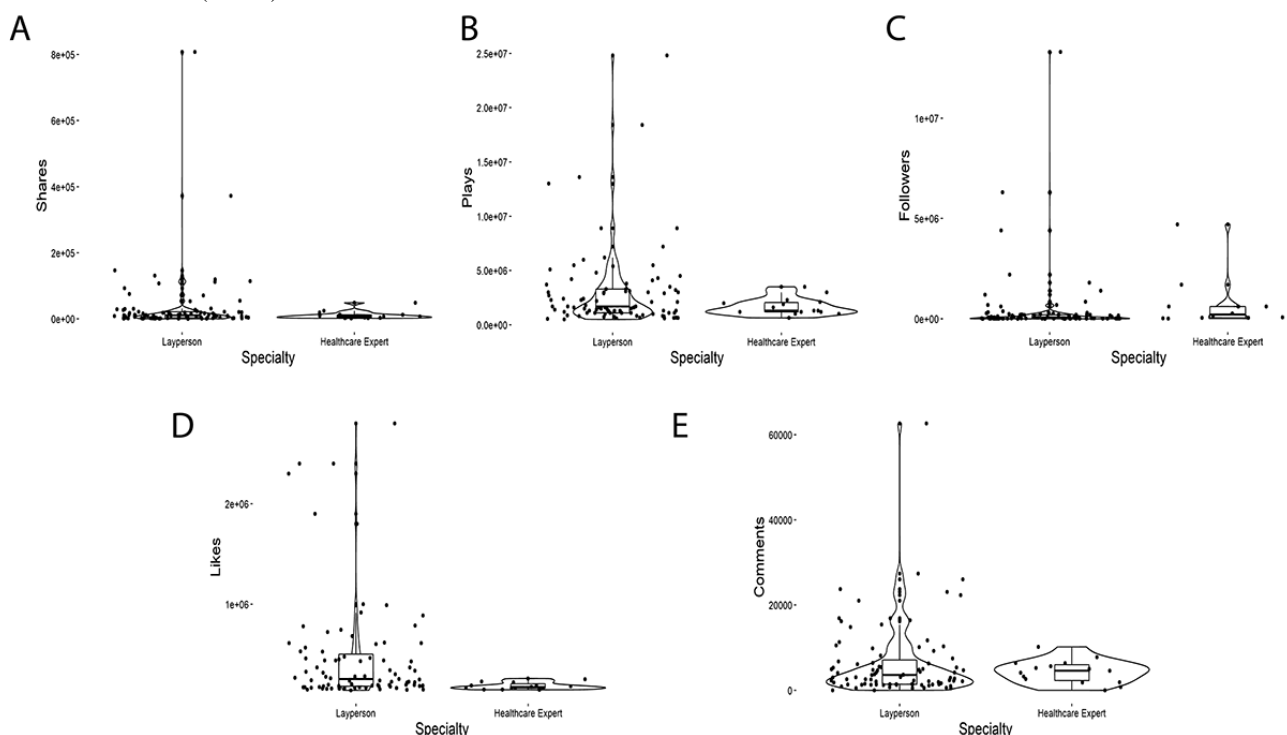 A
8e+05
6e+05
4e+05
2e+05
0e+00
Shares
Layperson
Healthcare Expert
Specialty
B
2.5e+07
2.0e+07
1.5e+07
1.0e+07
5.0e+06
0.0e+00
Plays
Layperson
Healthcare Expert
Specialty
C
1e+07
5e+06
0e+00
Followers
Layperson
Healthcare Expert
Specialty
D
2e+06
1e+06
Likes
Layperson
Healthcare Expert
Specialty
E
60000
40000
20000
0
Comments
Layperson
Healthcare Expert
Specialty